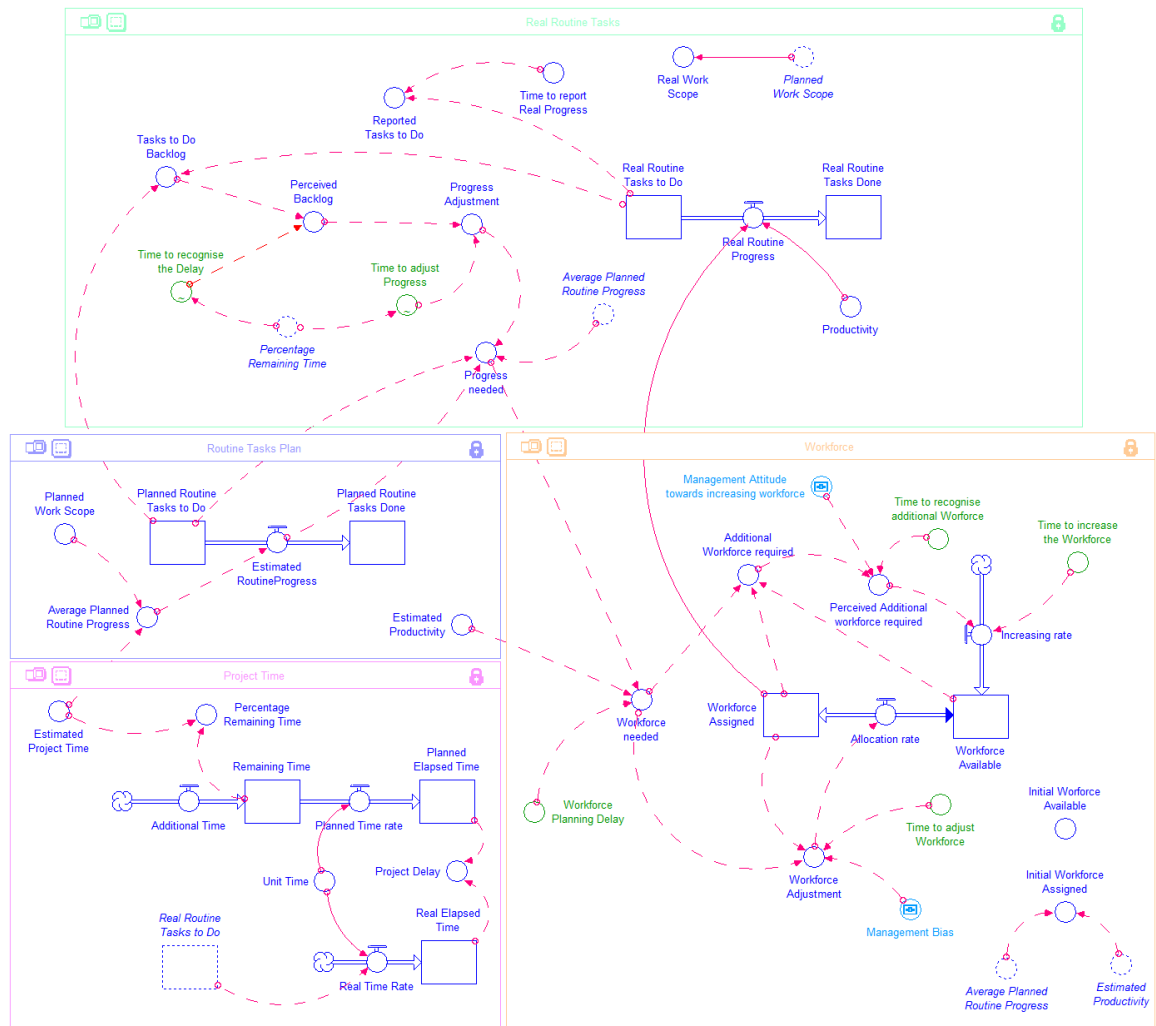 Real Routine Tasks
Real Work
Scope
Planned
Work Scope
Time to report
Real Progress
Reported
Tasks to Do
Tasks to Do
Backlog
Perceived
Backlog
Progress
Adjustment
Real Routine
Tasks to Do
Real Routine
Tasks Done
Real Routine
Progress
Time to recognise
the Delay
Time to adjust
Progress
Average Planned
Routine Progress
Productivity
Percentage
Remaining Time
Progress
needed
Routine Tasks Plan
Planned
Work Scope
Planned Routine
Tasks to Do
Planned Routine
Tasks Done
Estimated
RoutineProgress
Average Planned
Routine Progress
Estimated
Productivity
Workforce
Management Attitude
towards increasing workforce
Time to recognise
additional Worforce
Time to increase
the Workforce
Additional
Workforce required
Perceived Additional
workforce required
Increasing rate
Workforce
needed
Workforce
Assigned
Allocation rate
Workforce
Available
Workforce
Planning Delay
Time to adjust
Workforce
Workforce
Adjustment
Management Bias
Initial Worforce
Available
Initial Workforce
Assigned
Average Planned
Routine Progress
Estimated
Productivity
Project Time
Estimated
Project Time
Percentage
Remaining Time
Remaining Time
Planned
Elapsed Time
Additional Time
Planned Time rate
Unit Time
Project Delay
Real Routine
Tasks to Do
Real Elapsed
Time
Real Time Rate